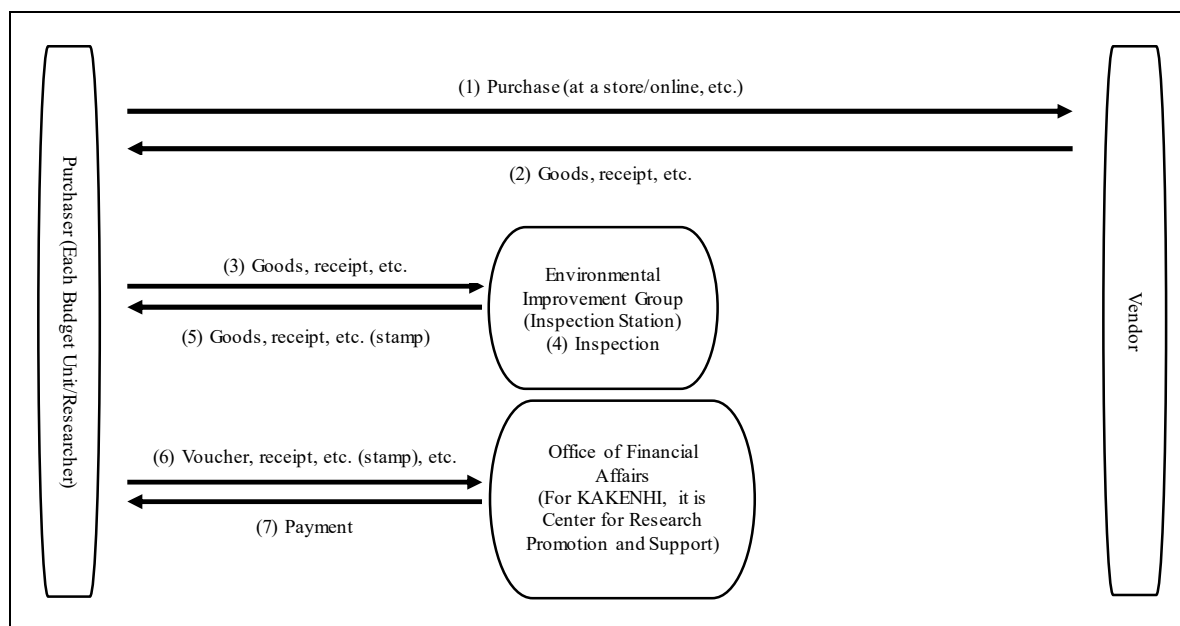 (1) Purchase (at a store/online, etc.)
(2) Goods, receipt, etc.
Purchaser (Each Budget Unit/Researcher)
Vendor
(3) Goods, receipt, etc.
(5) Goods, receipt, etc. (stamp)
Environmental
Improvement Group
(Inspection Station)
(4) Inspection
(6) Voucher, receipt, etc. (stamp), etc.
(7) Payment
Office of Financial
Affairs
(For KAKENHI, it is
Center for Research
Promotion and Support)